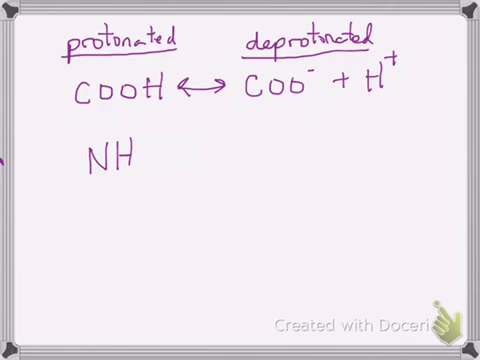 protonated deprotonated
COOH ↔ COO⁻ + H⁺
NH
Created with Doceri